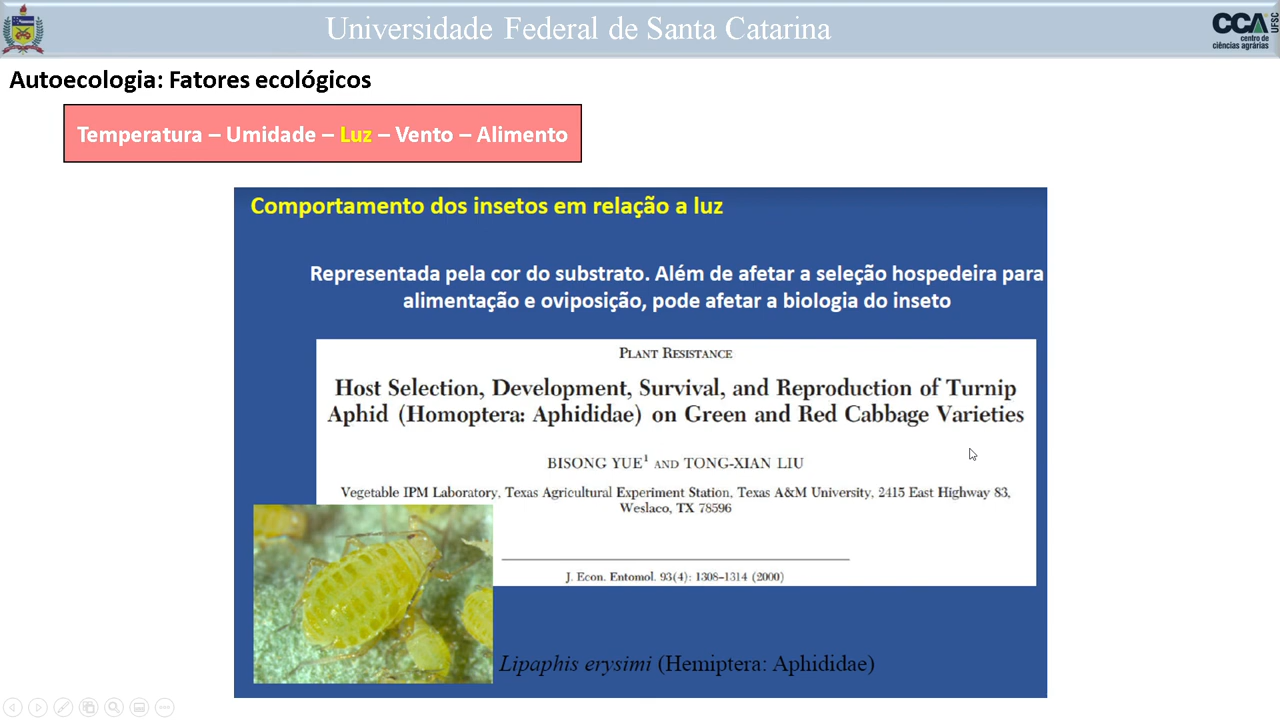 Universidade Federal de Santa Catarina
CCA
UFSC
centro de
ciências agrárias
Autoecologia: Fatores ecológicos
Temperatura – Umidade – Luz – Vento – Alimento
Comportamento dos insetos em relação a luz
Representada pela cor do substrato. Além de afetar a seleção hospedeira para
alimentação e oviposição, pode afetar a biologia do inseto
PLANT RESISTANCE
Host Selection, Development, Survival, and Reproduction of Turnip
Aphid (Homoptera: Aphididae) on Green and Red Cabbage Varieties
BISONG YUE¹ AND TONG-XIAN LIU
Vegetable IPM Laboratory, Texas Agricultural Experiment Station, Texas A&M University, 2415 East Highway 83,
Weslaco, TX 78596
J. Econ. Entomol. 93(4): 1308–1314 (2000)
Lipaphis erysimi (Hemiptera: Aphididae)